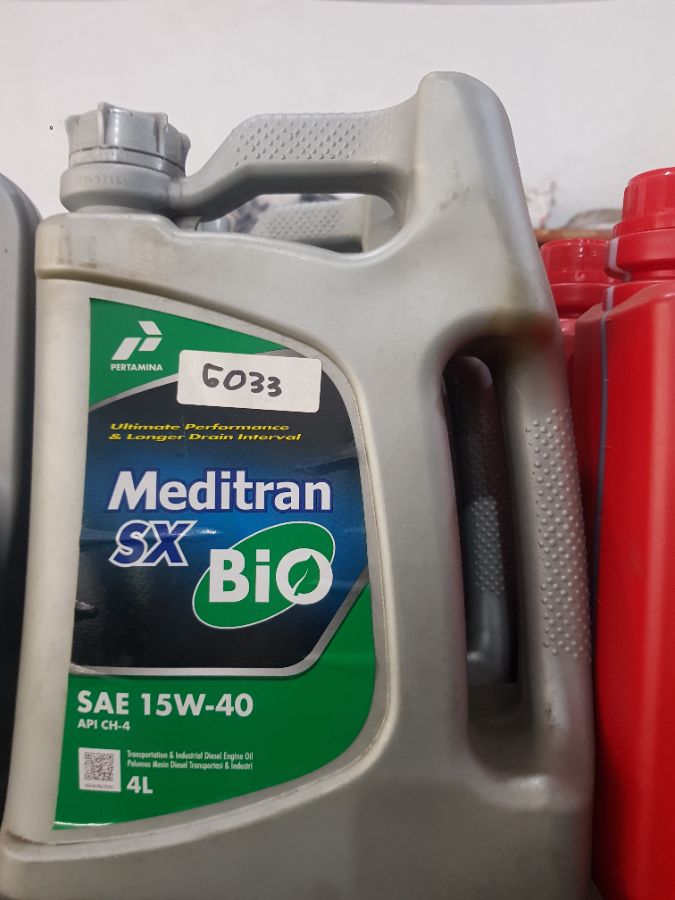 PERTAMINA
6033
Ultimate Performance
& Longer Drain Interval
Meditran
SX
BiO
SAE 15W-40
API CH-4
Transportation & Industrial Diesel Engine Oil
Pelumas Mesin Diesel Transportasi & Industri
4L